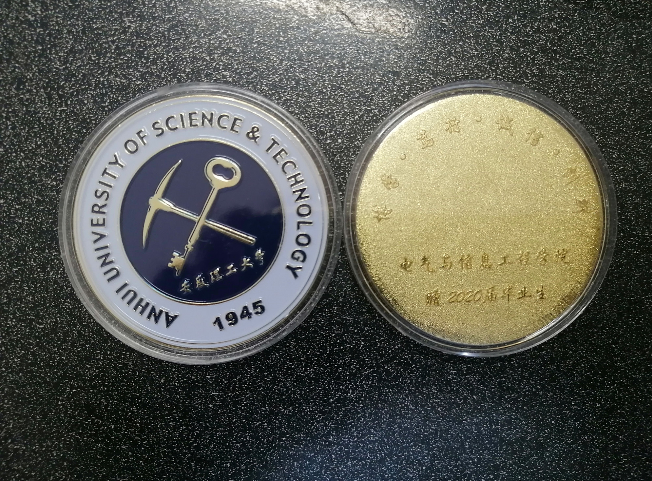 ANHUI UNIVERSITY OF SCIENCE & TECHNOLOGY
安徽理工大学
1945
电气与信息工程学院
赠2020届毕业生